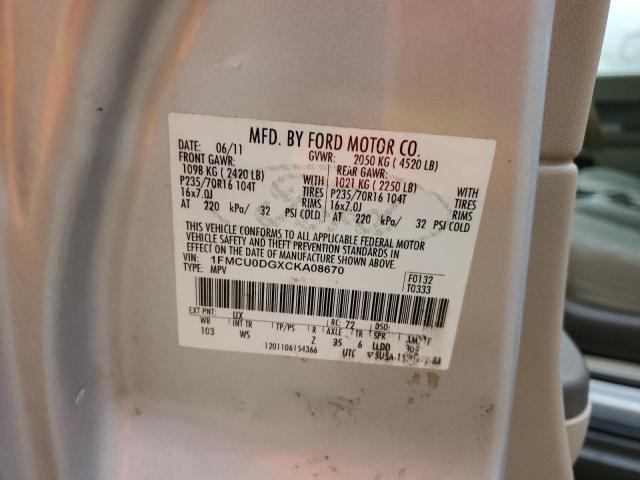 MFD. BY FORD MOTOR CO.
DATE: 06/11 GVWR: 2050 KG ( 4520 LB)
FRONT GAWR: REAR GAWR:
1098 KG ( 2420 LB) WITH 1021 KG ( 2250 LB) WITH
P235/70R16 104T TIRES P235/70R16 104T TIRES
16x7.0J RIMS 16x7.0J RIMS
AT 220 kPa/ 32 PSI COLD AT 220 kPa/ 32 PSI COLD
THIS VEHICLE CONFORMS TO ALL APPLICABLE FEDERAL MOTOR
VEHICLE SAFETY AND THEFT PREVENTION STANDARDS IN
EFFECT ON THE DATE OF MANUFACTURE SHOWN ABOVE.
VIN: 1FMCU0DGXCKA08670
TYPE: MPV
F0132
T0333
EXT PNT: UX RC: 72 DSO:
WB INT TR TP/PS R AXLE TR SPR
103 WS Z 35 6 LLDD
1201106154366 UTC